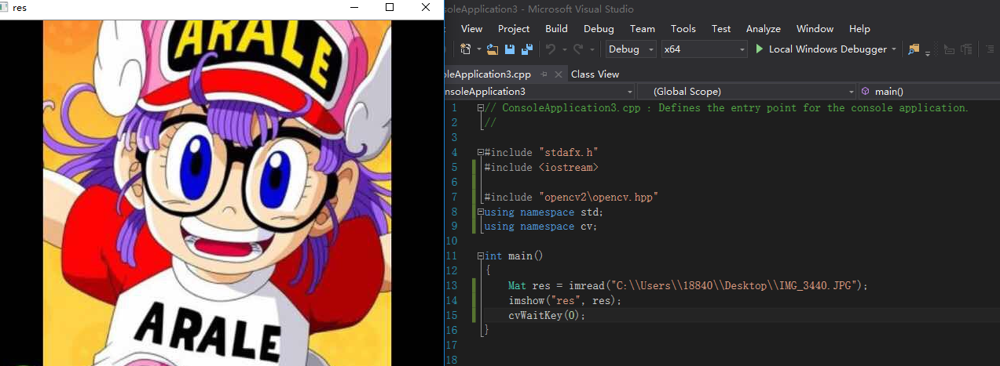 res
ARALE
ARALE
soleApplication3 - Microsoft Visual Studio
View Project Build Debug Team Tools Test Analyze Window Help
Debug x64 Local Windows Debugger
oleApplication3.cpp Class View
nsoleApplication3 (Global Scope) main()
1 // ConsoleApplication3.cpp : Defines the entry point for the console application.
2 //
3
4 #include "stdafx.h"
5 #include <iostream>
6
7 #include "opencv2\opencv.hpp"
8 using namespace std;
9 using namespace cv;
10
11 int main()
12 {
13 Mat res = imread("C:\\Users\\18840\\Desktop\\IMG_3440.JPG");
14 imshow("res", res);
15 cvWaitKey(0);
16 }
17
18